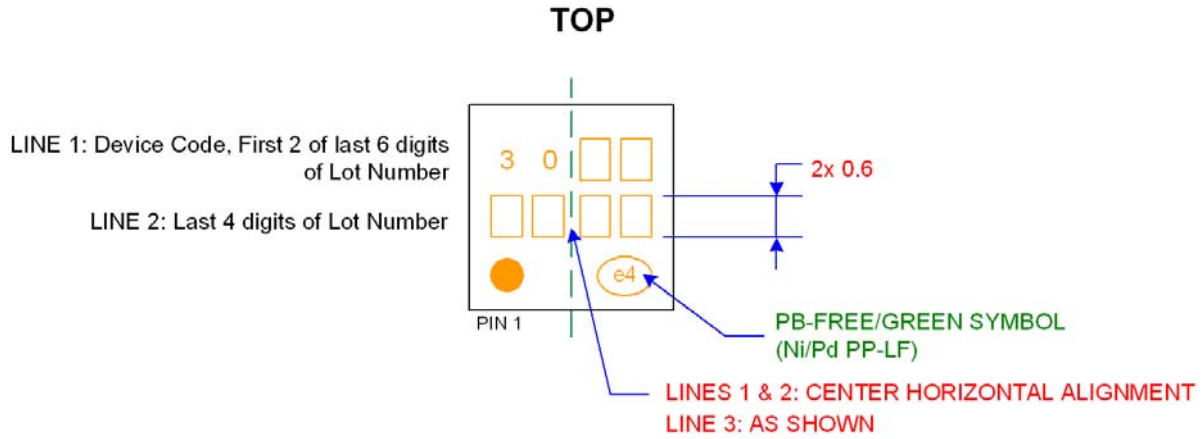 TOP
LINE 1: Device Code, First 2 of last 6 digits
of Lot Number
3 0
2x 0.6
LINE 2: Last 4 digits of Lot Number
e4
PIN 1
PB-FREE/GREEN SYMBOL
(Ni/Pd PP-LF)
LINES 1 & 2: CENTER HORIZONTAL ALIGNMENT
LINE 3: AS SHOWN